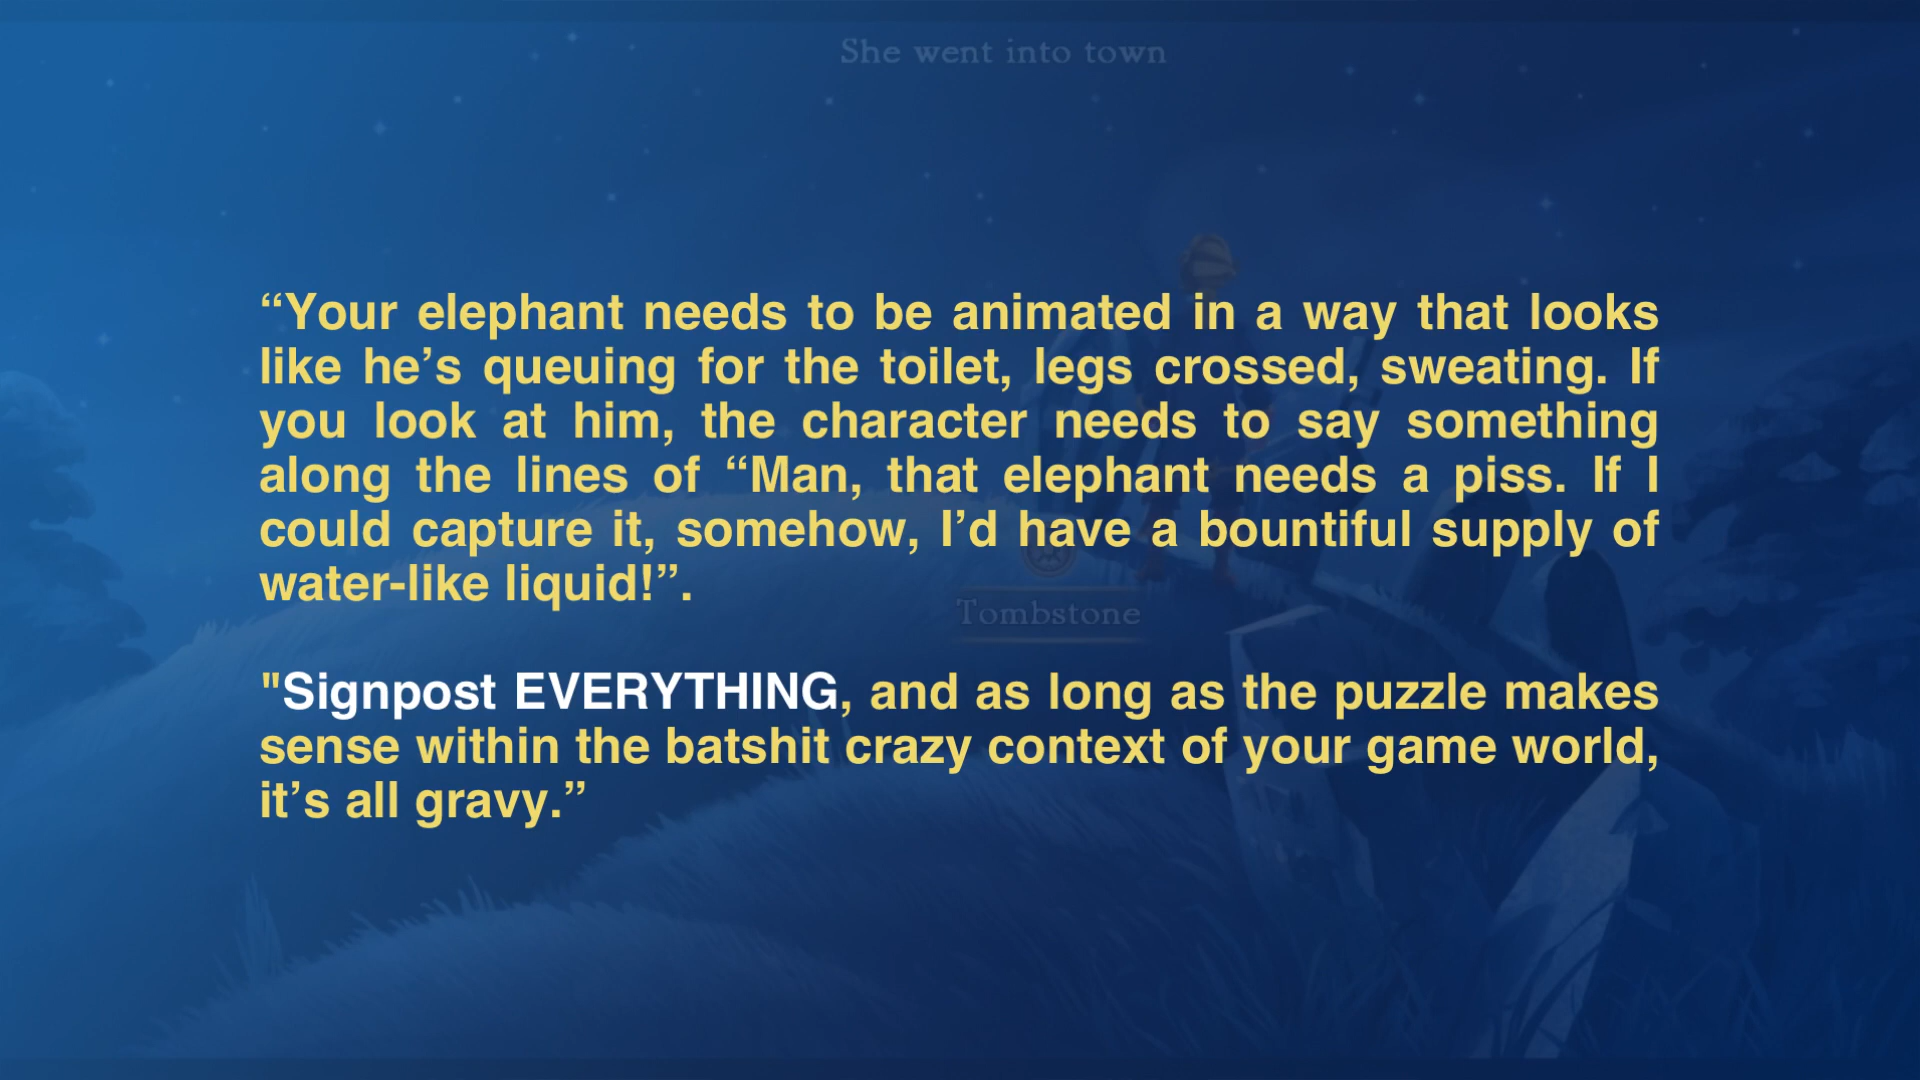 She went into town
“Your elephant needs to be animated in a way that looks
like he’s queuing for the toilet, legs crossed, sweating. If
you look at him, the character needs to say something
along the lines of “Man, that elephant needs a piss. If I
could capture it, somehow, I’d have a bountiful supply of
water-like liquid!”.
Tombstone
"Signpost EVERYTHING, and as long as the puzzle makes
sense within the batshit crazy context of your game world,
it’s all gravy.”